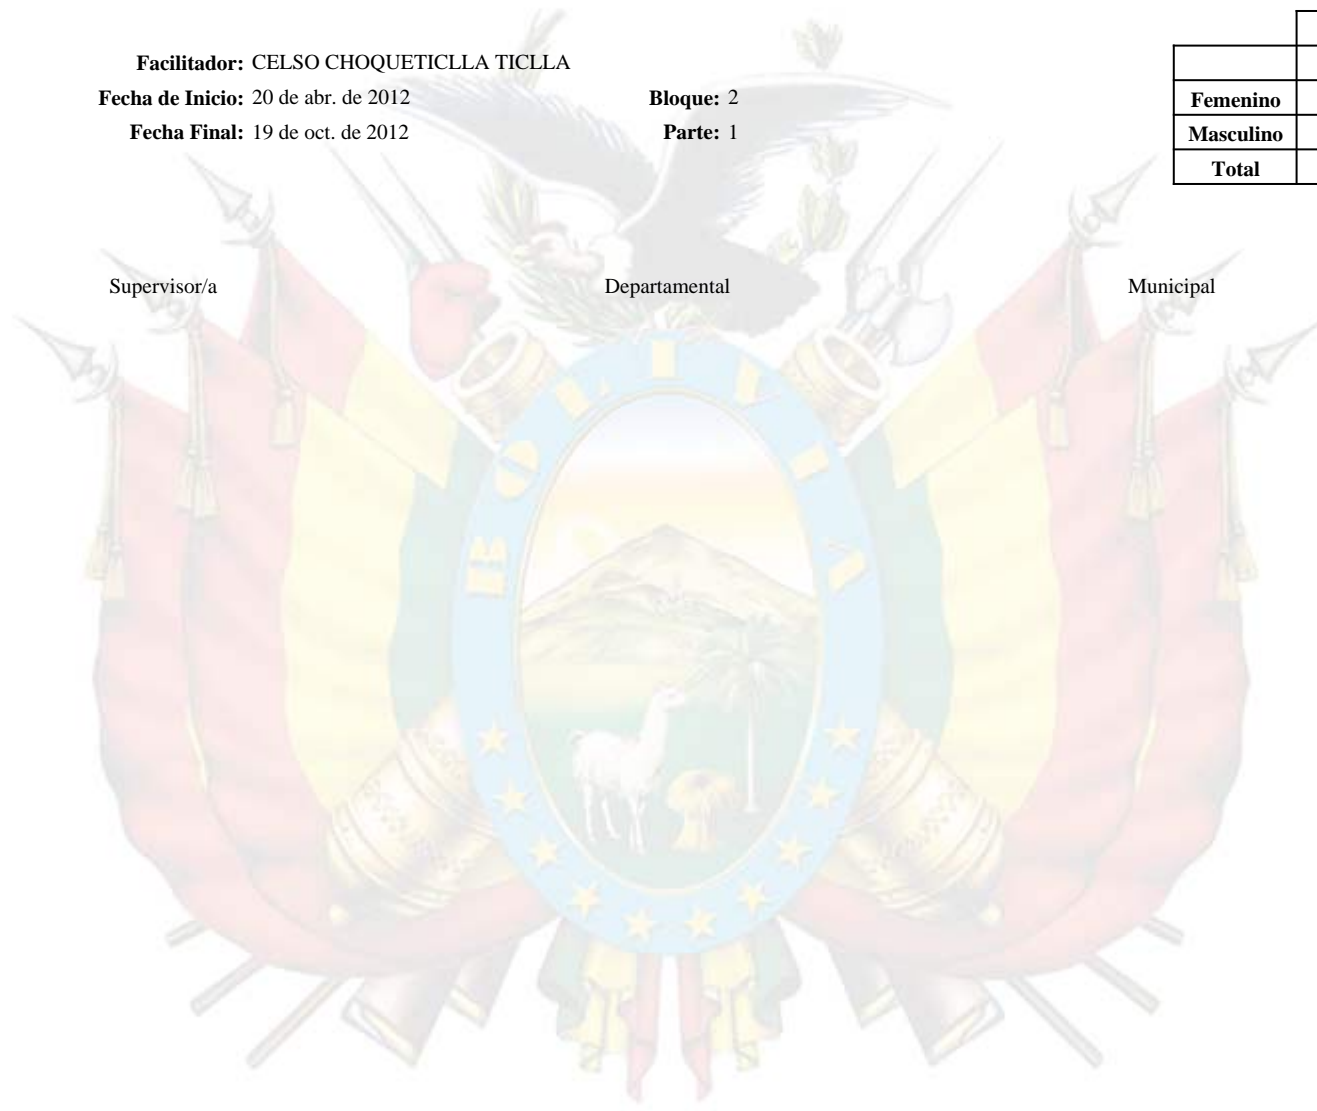 Facilitador: CELSO CHOQUETICLLA TICLLA
Fecha de Inicio: 20 de abr. de 2012 Bloque: 2
Femenino
Fecha Final: 19 de oct. de 2012 Parte: 1
Masculino
Total
Supervisor/a Departamental Municipal
BOLIVIA